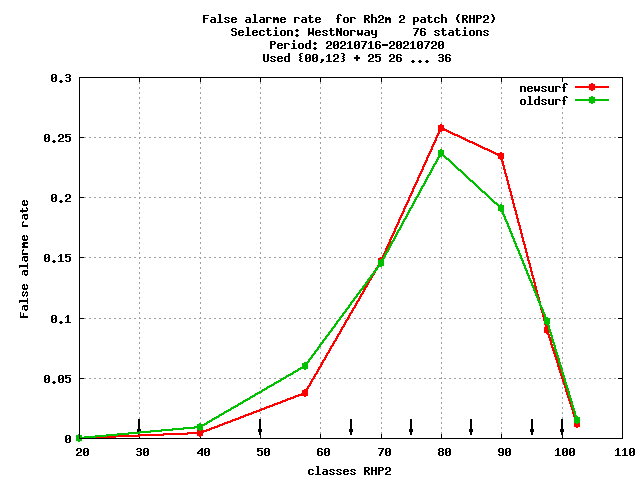 False alarme rate  for Rh2m 2 patch (RHP2)
Selection: WestNorway     76 stations
Period: 20210716-20210720
Used {00,12} + 25 26 ... 36
newsurf
oldsurf
False alarme rate
0.3
0.25
0.2
0.15
0.1
0.05
0
20 30 40 50 60 70 80 90 100 110
classes RHP2